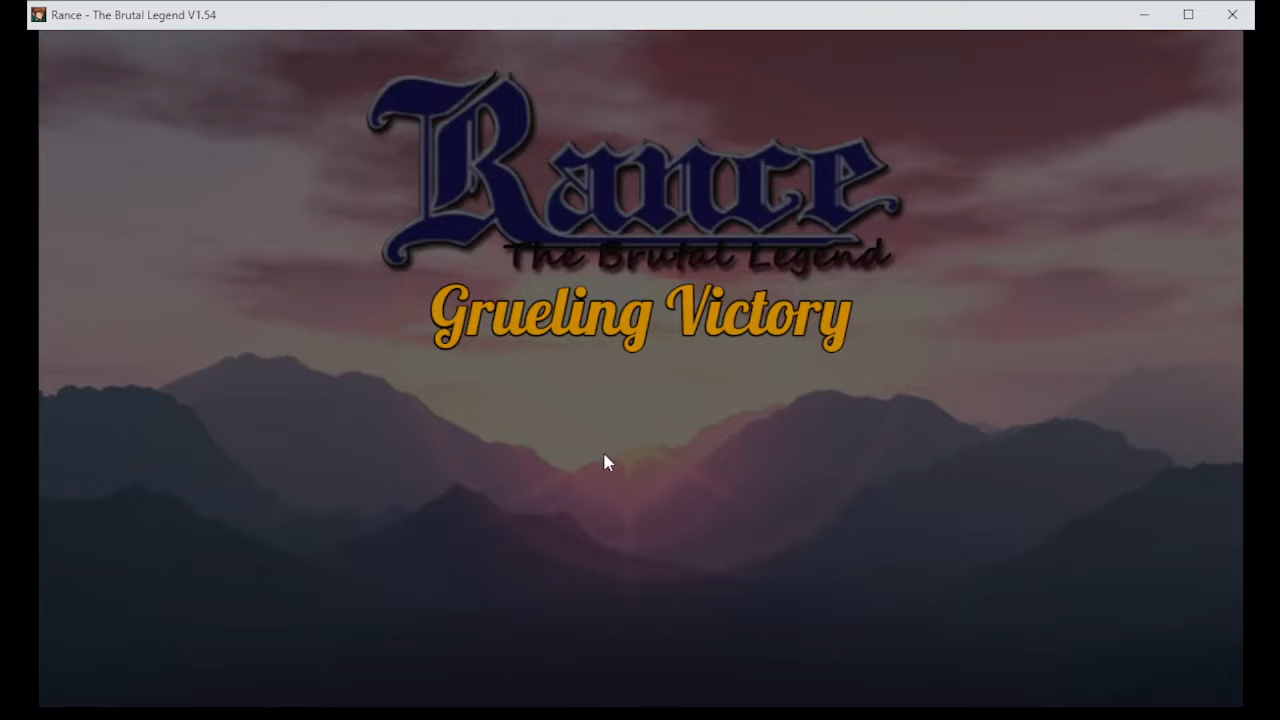 Rance - The Brutal Legend V1.54
Rance
The Brutal Legend
Grueling Victory